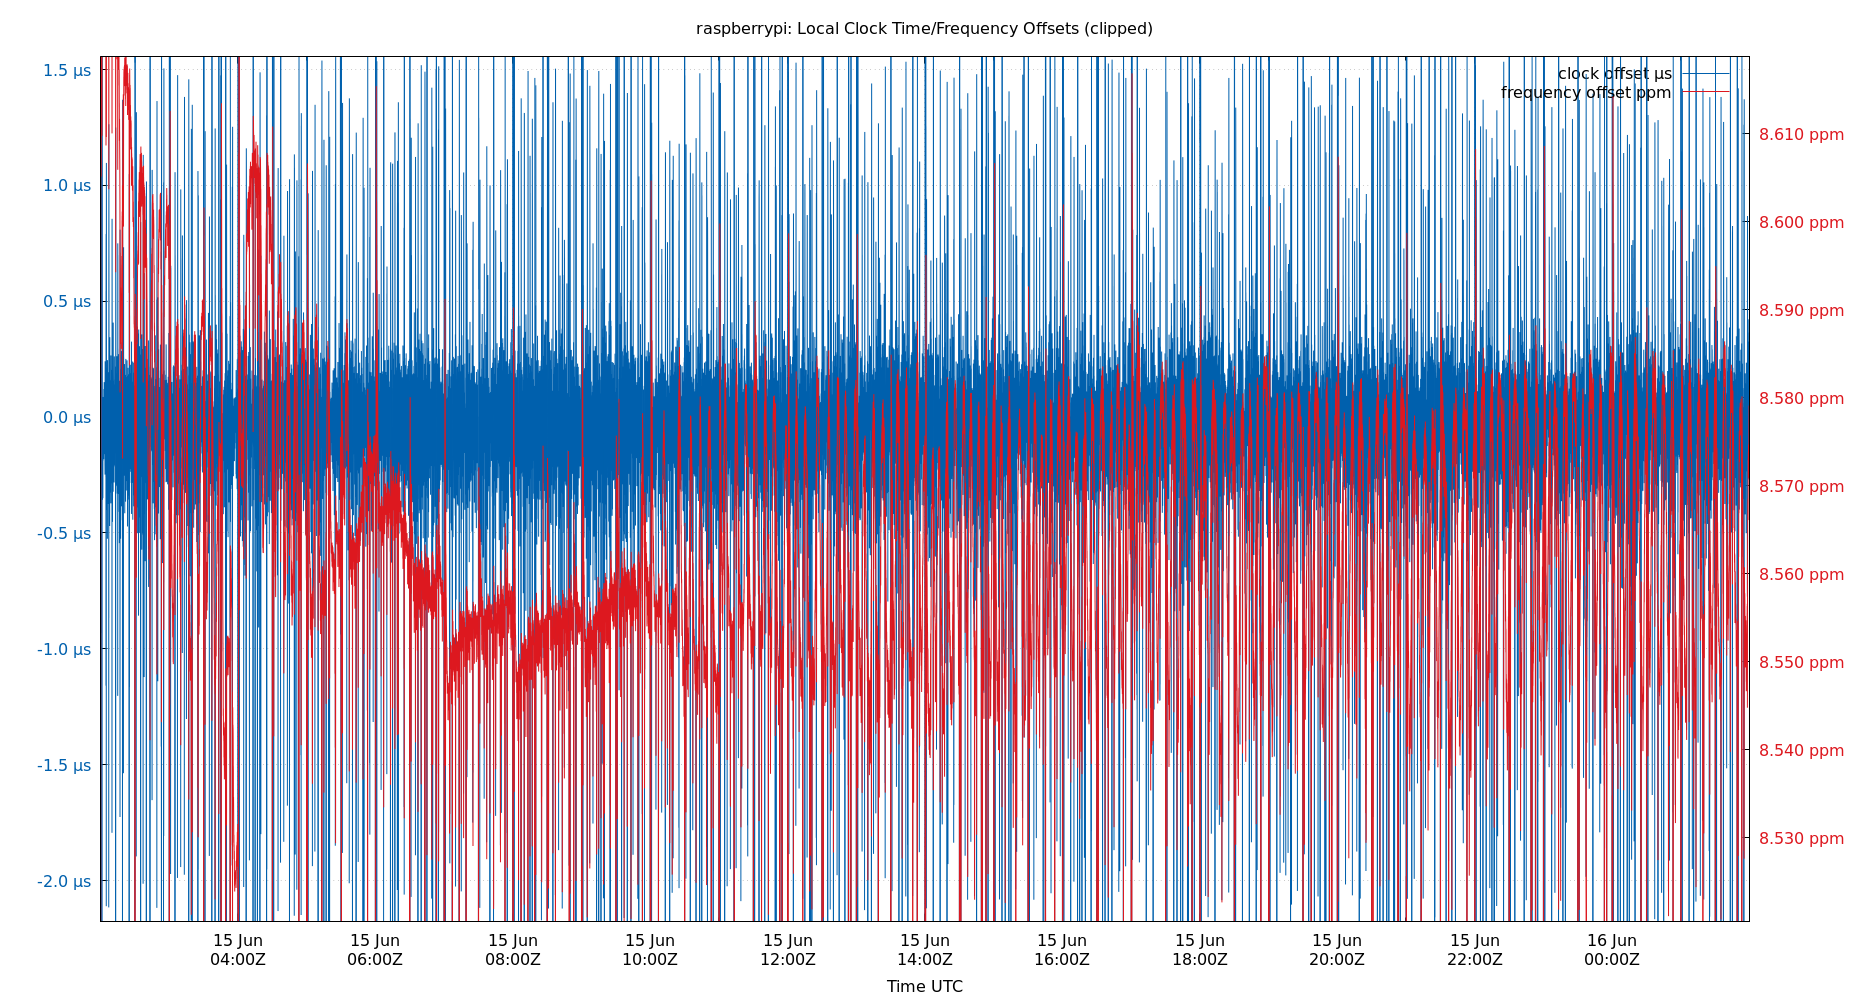 raspberrypi: Local Clock Time/Frequency Offsets (clipped)
clock offset µs
frequency offset ppm
1.5 µs
1.0 µs
0.5 µs
0.0 µs
-0.5 µs
-1.0 µs
-1.5 µs
-2.0 µs
8.610 ppm
8.600 ppm
8.590 ppm
8.580 ppm
8.570 ppm
8.560 ppm
8.550 ppm
8.540 ppm
8.530 ppm
15 Jun 15 Jun 15 Jun 15 Jun 15 Jun 15 Jun 15 Jun 15 Jun 15 Jun 15 Jun 16 Jun
04:00Z 06:00Z 08:00Z 10:00Z 12:00Z 14:00Z 16:00Z 18:00Z 20:00Z 22:00Z 00:00Z
Time UTC